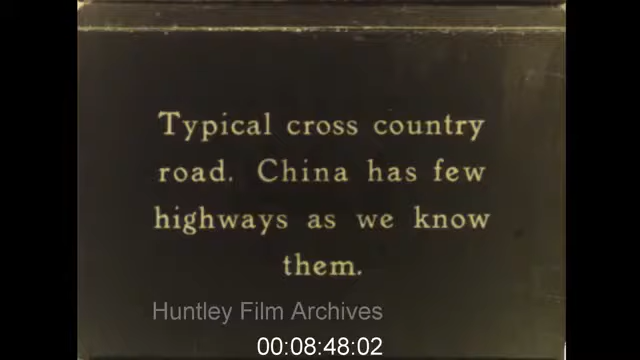 Typical cross country
road. China has few
highways as we know
them.
Huntley Film Archives
00:08:48:02